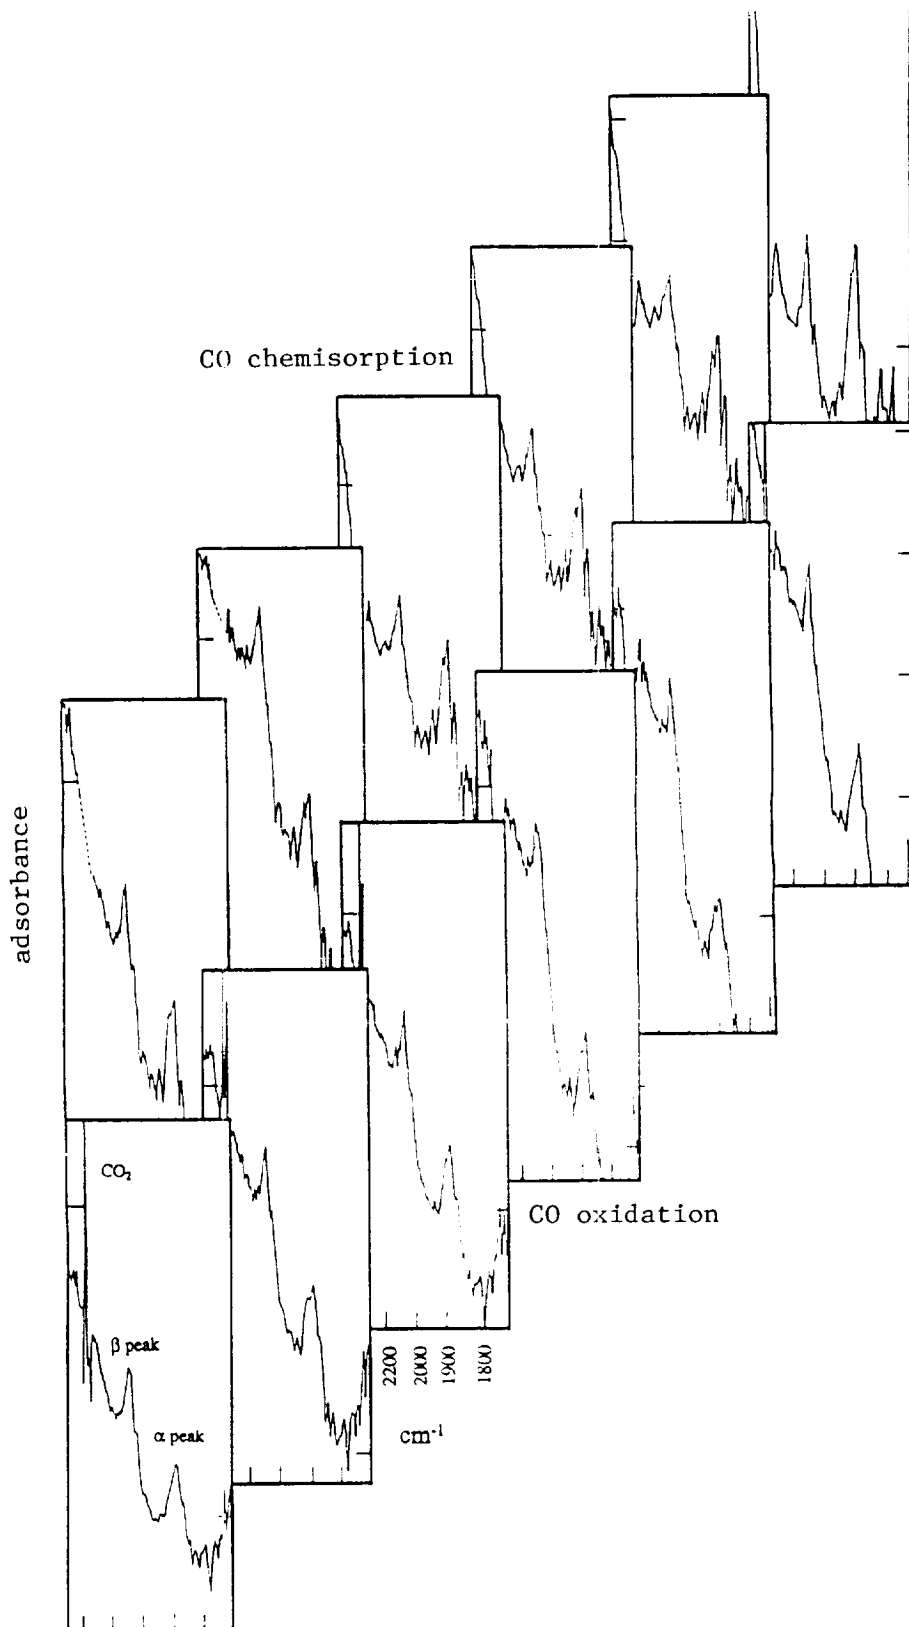 CO chemisorption
adsorbance
CO₂
CO oxidation
β peak
2200
2000
1900
1800
α peak
cm⁻¹